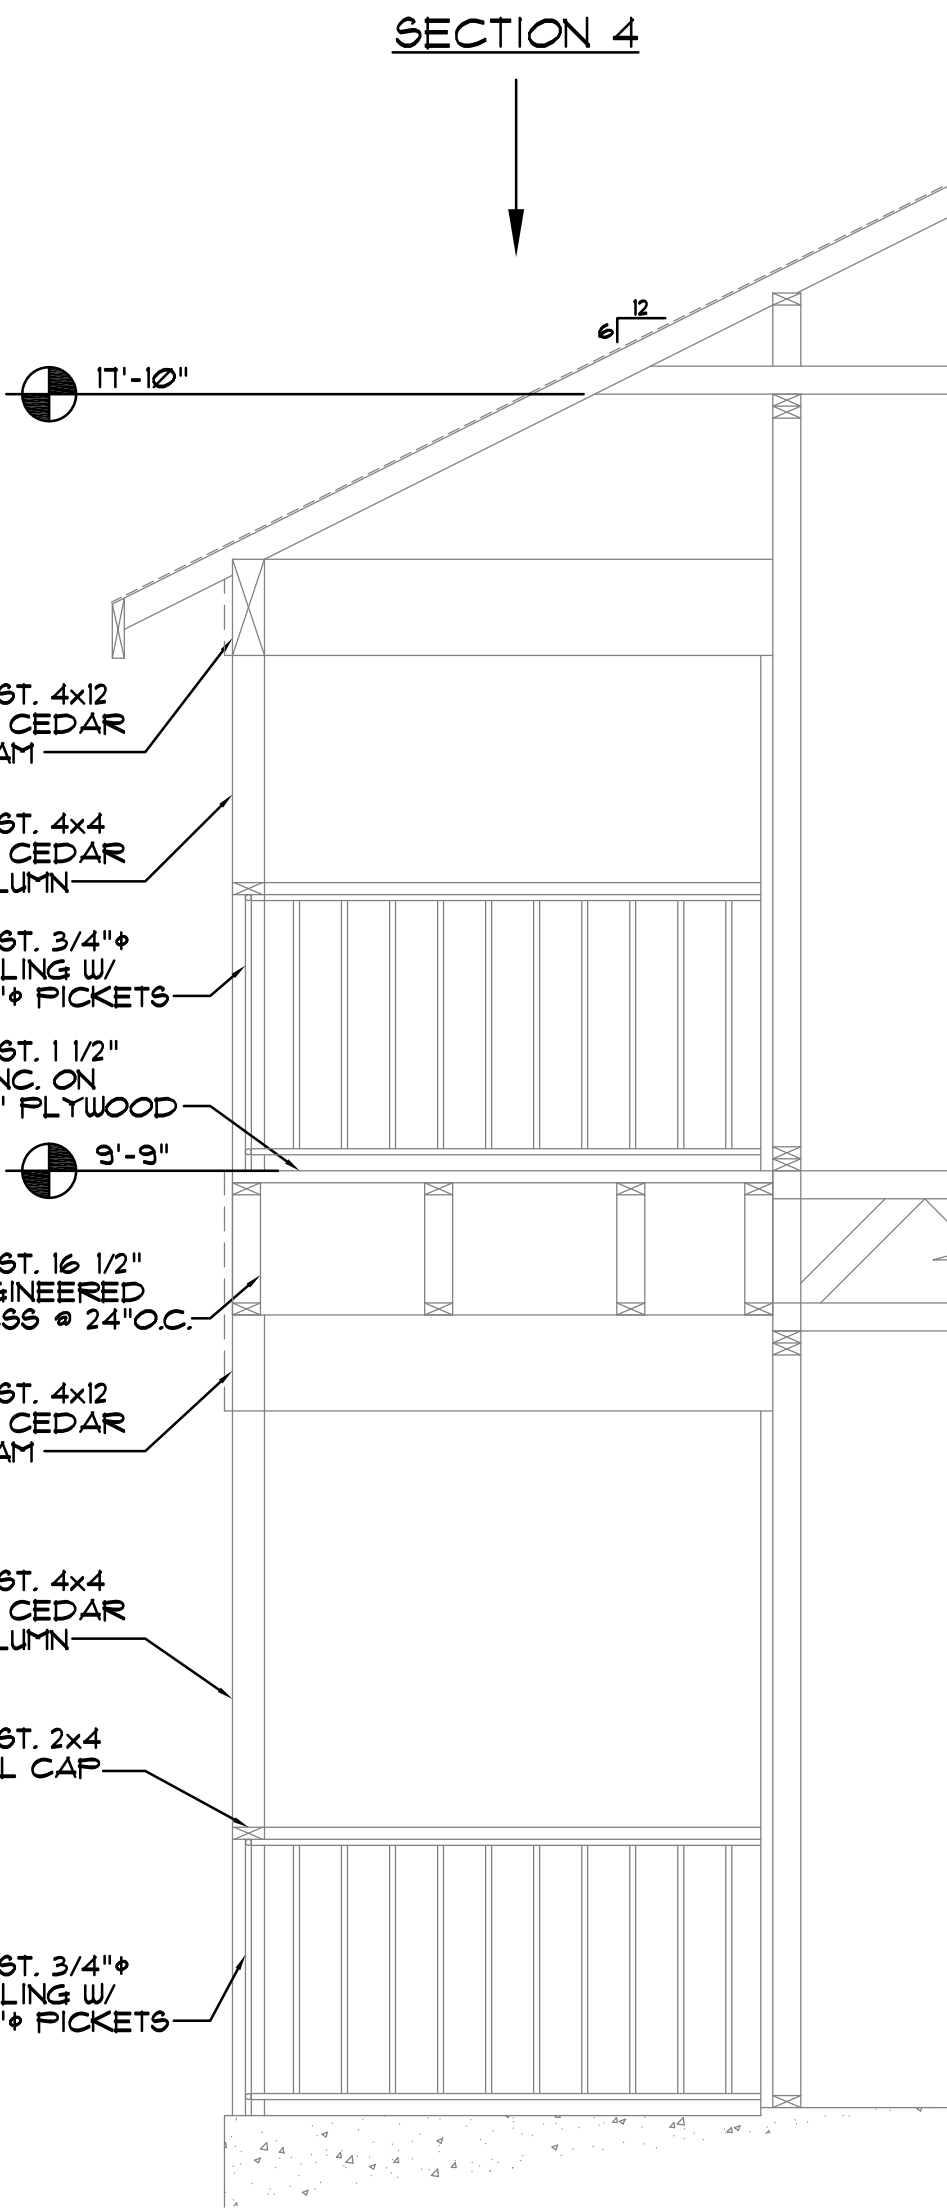 SECTION 4
12
6
17'-10"
ST. 4x12
CEDAR
AM
ST. 4x4
CEDAR
LUMN
ST. 3/4"Φ
LING W/
"Φ PICKETS
ST. 1 1/2"
NC. ON
" PLYWOOD
9'-9"
ST. 16 1/2"
GINEERED
SS @ 24"O.C.
ST. 4x12
CEDAR
AM
ST. 4x4
CEDAR
LUMN
ST. 2x4
L CAP
ST. 3/4"Φ
LING W/
"Φ PICKETS